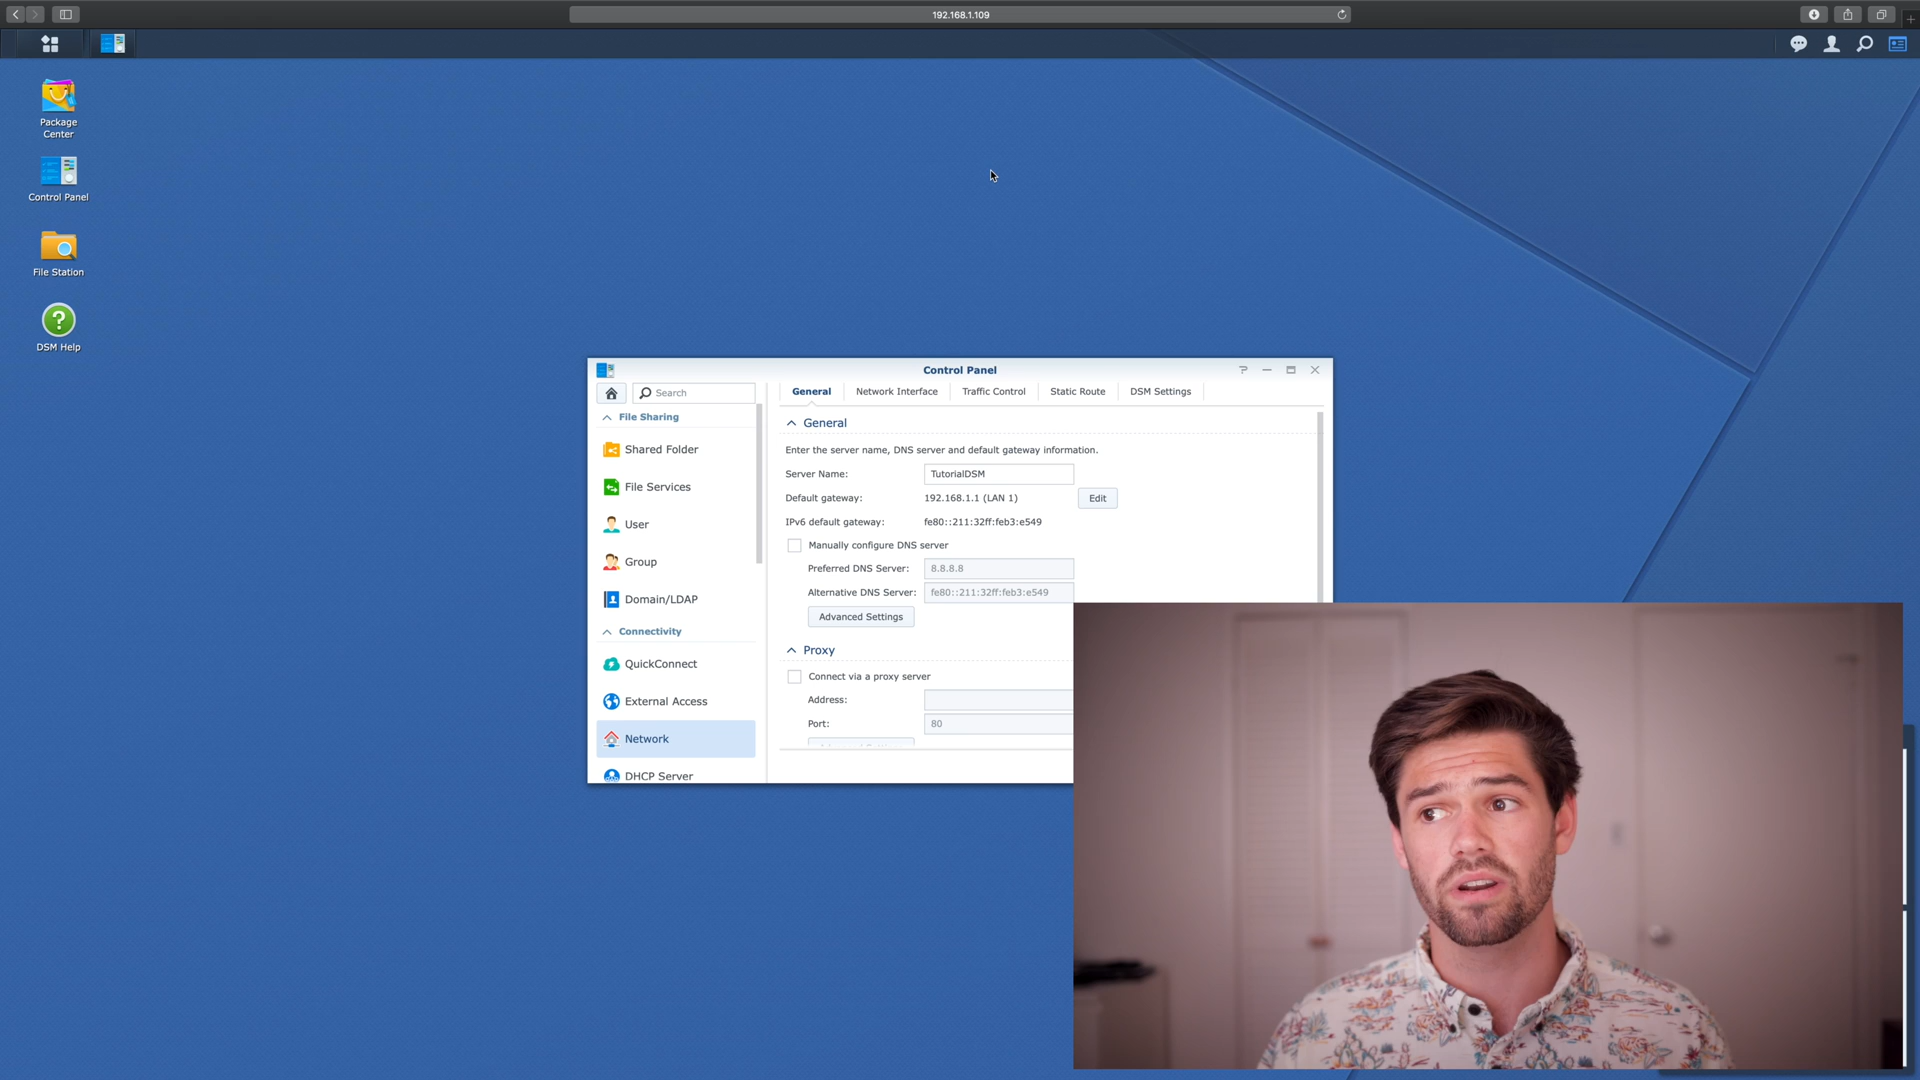 192.168.1.109
Package
Center
Control Panel
File Station
DSM Help
Control Panel
Search
File Sharing
Shared Folder
File Services
User
Group
Domain/LDAP
Connectivity
QuickConnect
External Access
Network
DHCP Server
General
Network Interface
Traffic Control
Static Route
DSM Settings
General
Enter the server name, DNS server and default gateway information.
Server Name: TutorialDSM
Default gateway: 192.168.1.1 (LAN 1) Edit
IPv6 default gateway: fe80::211:32ff:feb3:e549
Manually configure DNS server
Preferred DNS Server: 8.8.8.8
Alternative DNS Server: fe80::211:32ff:feb3:e549
Advanced Settings
Proxy
Connect via a proxy server
Address:
Port: 80